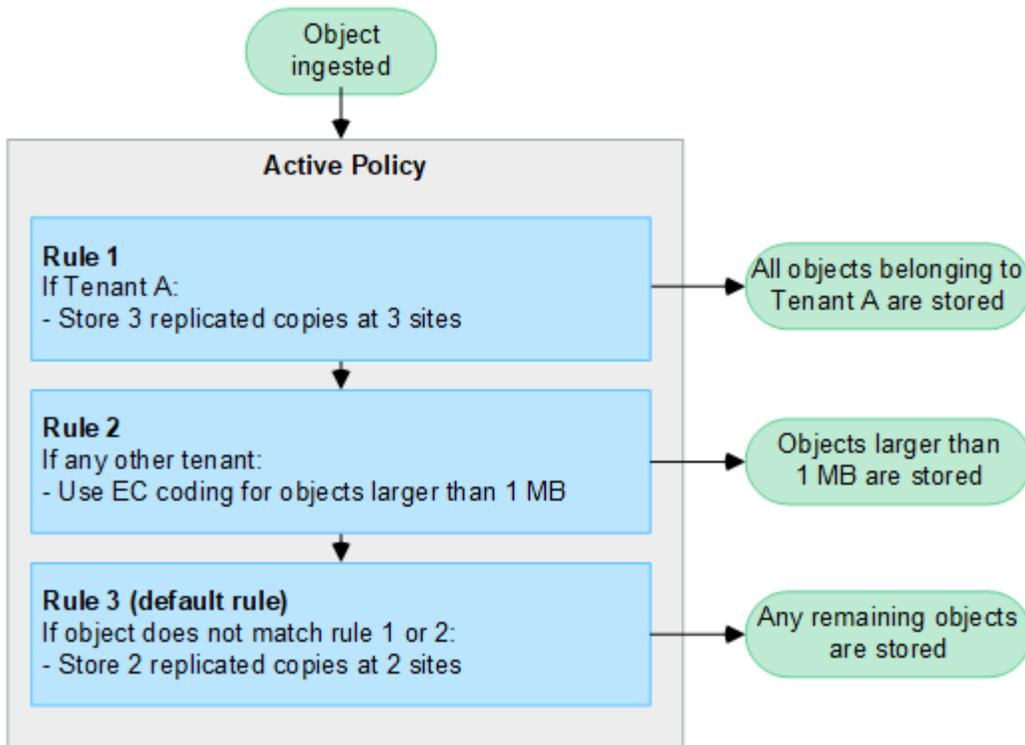 Object
ingested
Active Policy
Rule 1
If Tenant A:
- Store 3 replicated copies at 3 sites
All objects belonging to
Tenant A are stored
Rule 2
If any other tenant:
- Use EC coding for objects larger than 1 MB
Objects larger than
1 MB are stored
Rule 3 (default rule)
If object does not match rule 1 or 2:
- Store 2 replicated copies at 2 sites
Any remaining objects
are stored